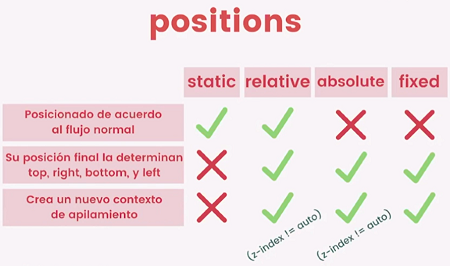 positions
static relative absolute fixed
Posicionado de acuerdo
al flujo normal
Su posición final la determinan
top, right, bottom, y left
Crea un nuevo contexto
de apilamiento
(z-index != auto) (z-index != auto)